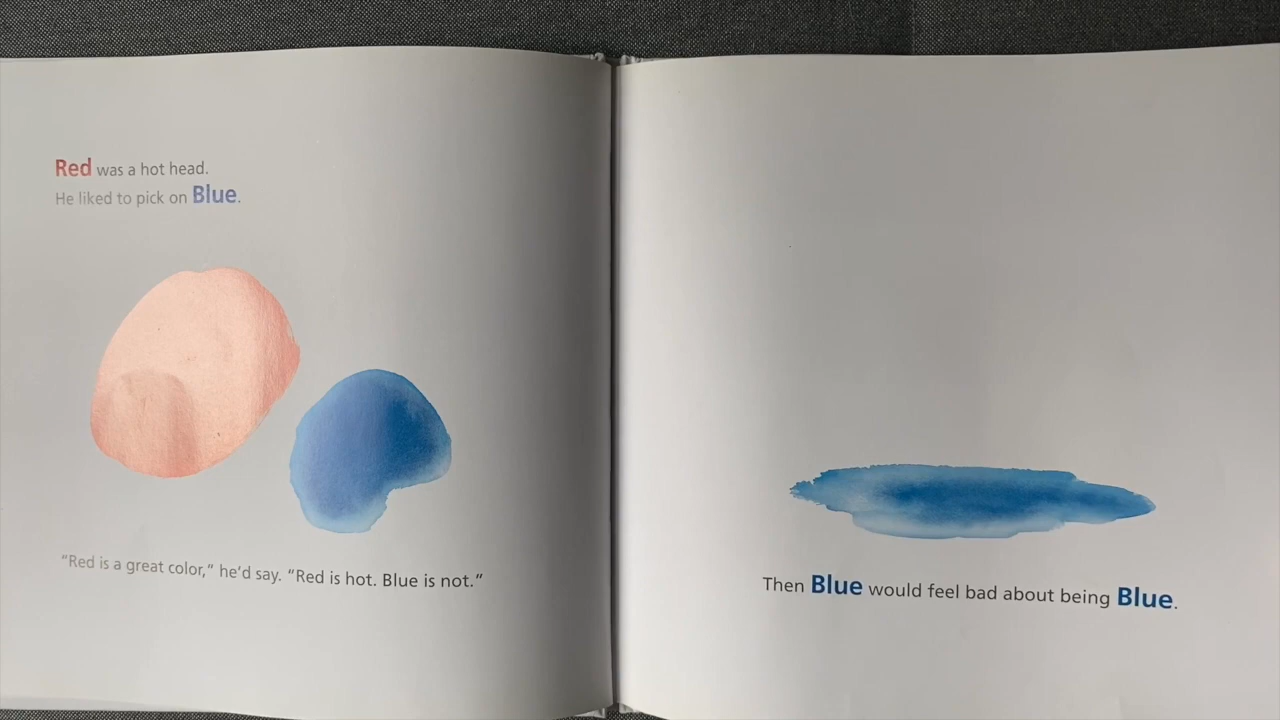 Red was a hot head.
He liked to pick on Blue.
“Red is a great color,” he’d say. “Red is hot. Blue is not.”
Then Blue would feel bad about being Blue.